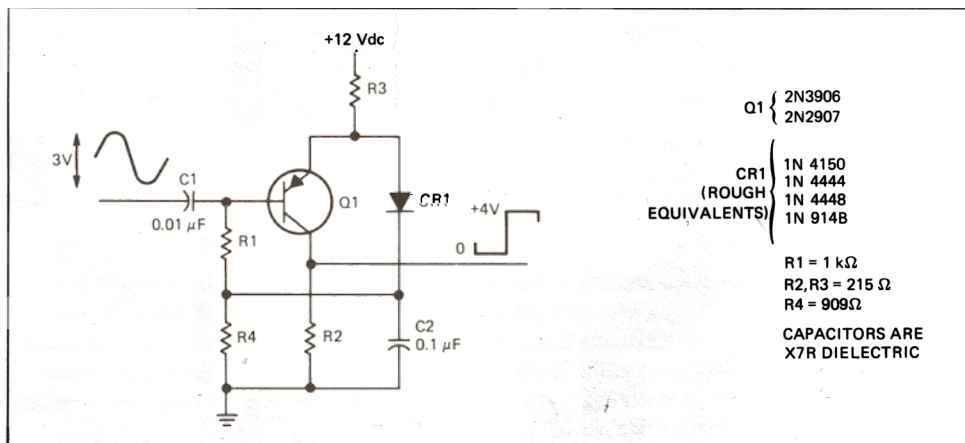 +12 Vdc
R3
3V
C1
0.01 µF
Q1
CR1
+4V
0
R1
R4
R2
C2
0.1 µF
Q1 { 2N3906
2N2907
CR1
(ROUGH
EQUIVALENTS)
1N 4150
1N 4444
1N 4448
1N 914B
R1 = 1 kΩ
R2,R3 = 215 Ω
R4 = 909Ω
CAPACITORS ARE
X7R DIELECTRIC